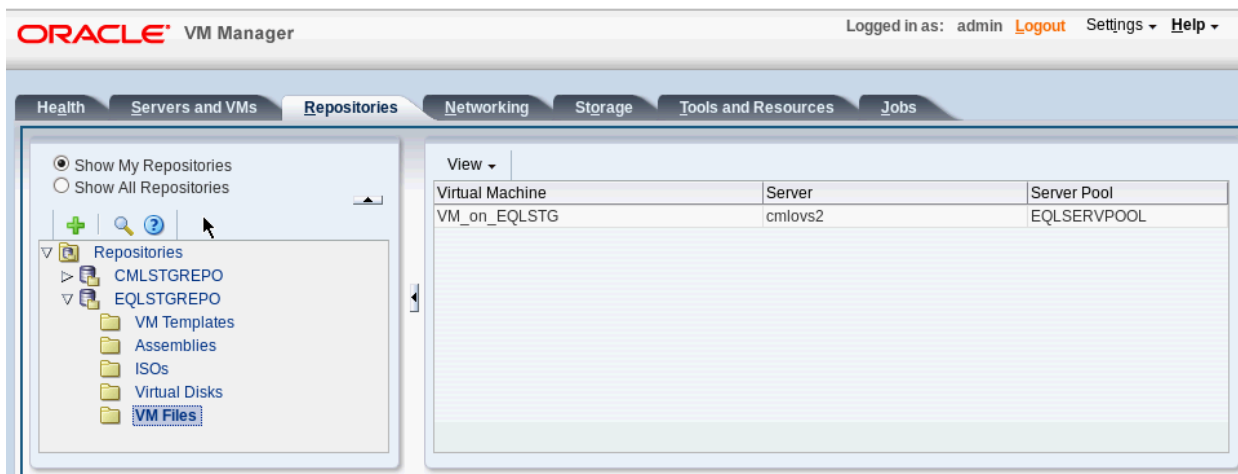 ORACLE VM Manager
Logged in as: admin Logout Settings Help
Health Servers and VMs Repositories Networking Storage Tools and Resources Jobs
Show My Repositories
Show All Repositories
Repositories
CMLSTGREPO
EQLSTGREPO
VM Templates
Assemblies
ISOs
Virtual Disks
VM Files
View
Virtual Machine Server Server Pool
VM_on_EQLSTG cmlovs2 EQLSERVPOOL